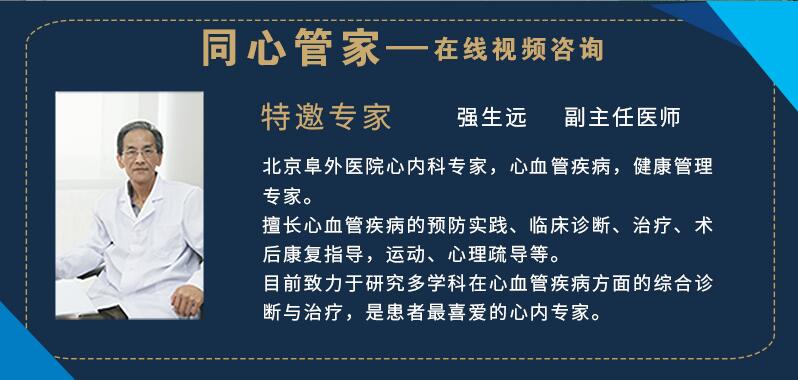 同心管家—在线视频咨询
特邀专家 强生远 副主任医师
北京阜外医院心内科专家，心血管疾病，健康管理
专家。
擅长心血管疾病的预防实践、临床诊断、治疗、术
后康复指导，运动、心理疏导等。
目前致力于研究多学科在心血管疾病方面的综合诊
断与治疗，是患者最喜爱的心内专家。